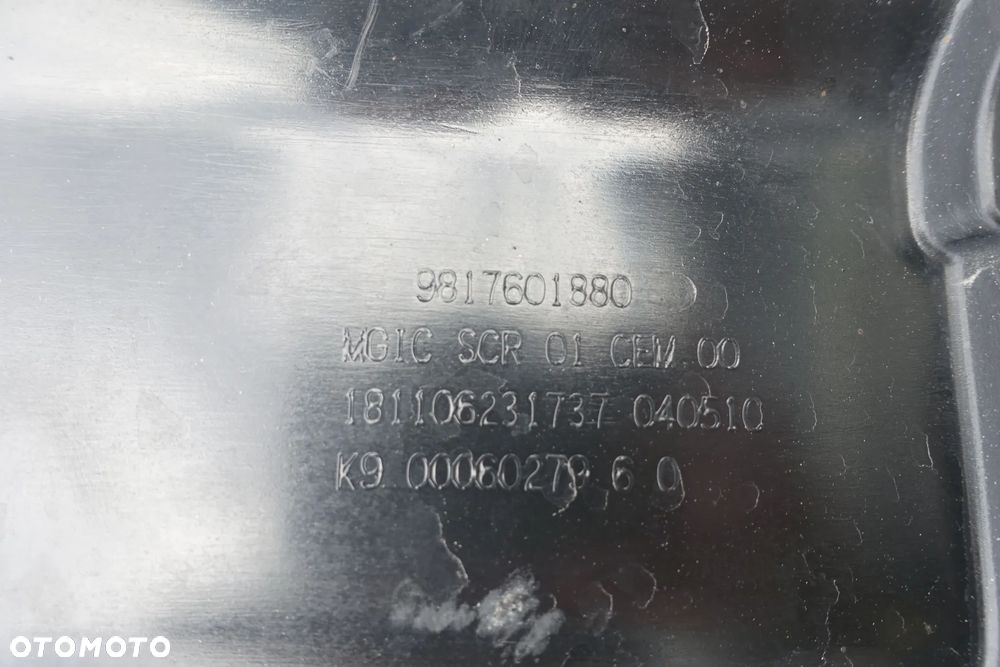 9817601880
MGIC SCR 01 CEM 00
181106231737 040510
K9 00060279 6 0
OTOMOTO